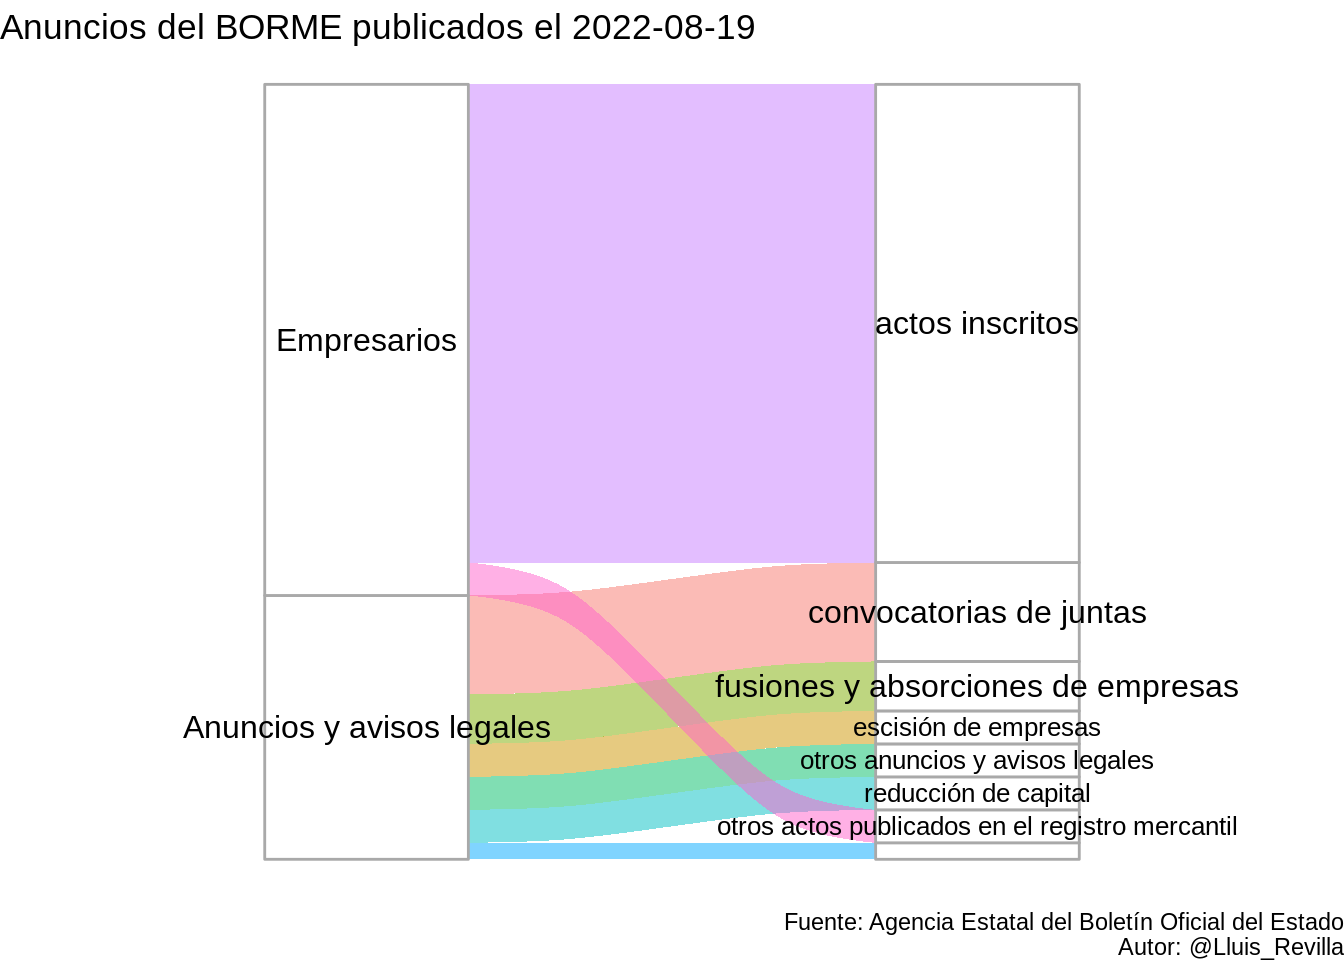 Anuncios del BORME publicados el 2022-08-19
Empresarios
actos inscritos
convocatorias de juntas
fusiones y absorciones de empresas
Anuncios y avisos legales
escisión de empresas
otros anuncios y avisos legales
reducción de capital
otros actos publicados en el registro mercantil
Fuente: Agencia Estatal del Boletín Oficial del Estado
Autor: @Lluis_Revilla